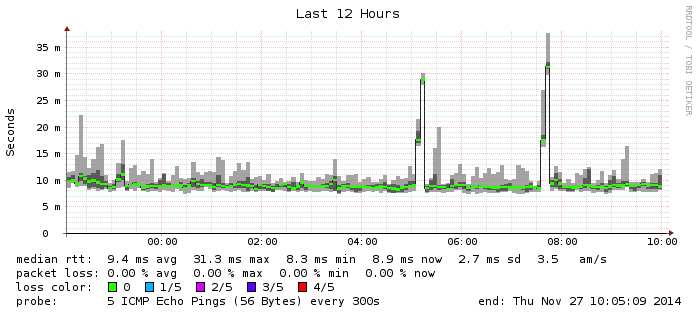 Last 12 Hours
RRDTOOL / TOBI OETIKER
Seconds
35 m
30 m
25 m
20 m
15 m
10 m
5 m
0
00:00 02:00 04:00 06:00 08:00 10:00
median rtt: 9.4 ms avg 31.3 ms max 8.3 ms min 8.9 ms now 2.7 ms sd 3.5 am/s
packet loss: 0.00 % avg 0.00 % max 0.00 % min 0.00 % now
loss color: 0 1/5 2/5 3/5 4/5
probe: 5 ICMP Echo Pings (56 Bytes) every 300s end: Thu Nov 27 10:05:09 2014